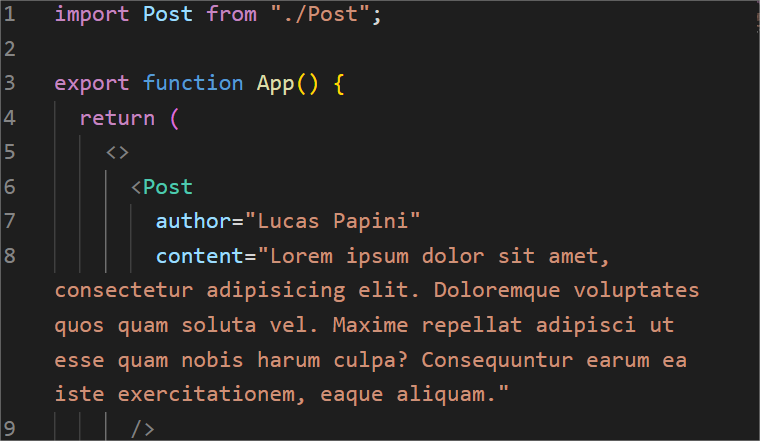 1 import Post from "./Post";
2
3 export function App() {
4 return (
5 <>
6 <Post
7 author="Lucas Papini"
8 content="Lorem ipsum dolor sit amet,
consectetur adipisicing elit. Doloremque voluptates
quos quam soluta vel. Maxime repellat adipisci ut
esse quam nobis harum culpa? Consequuntur earum ea
iste exercitationem, eaque aliquam."
9 />